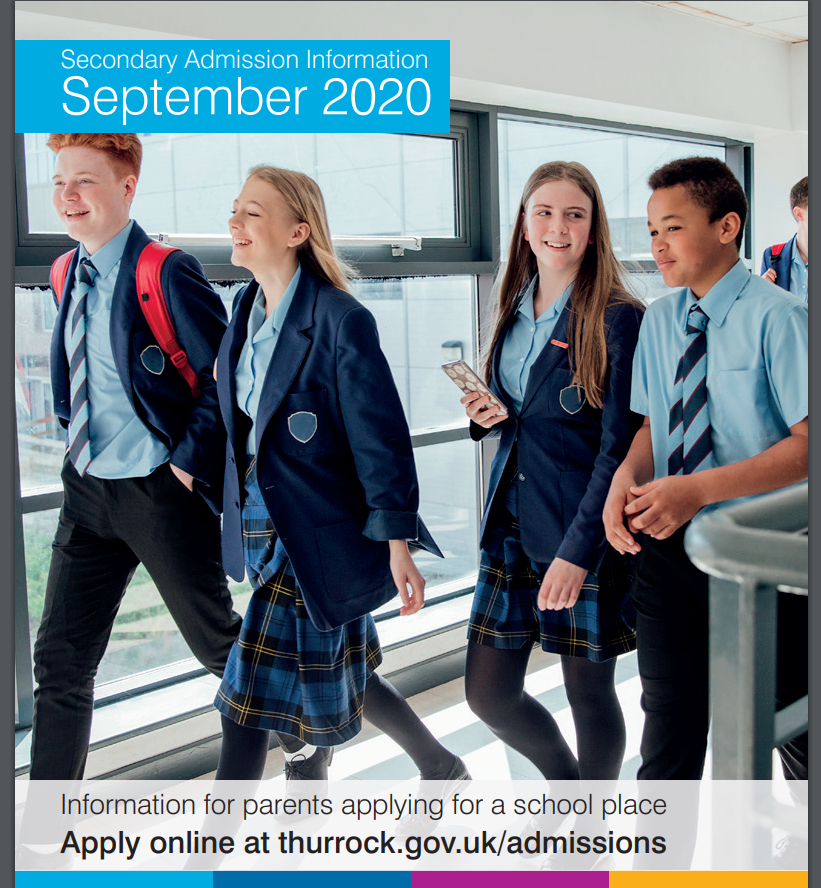 Secondary Admission Information
September 2020
Information for parents applying for a school place
Apply online at thurrock.gov.uk/admissions